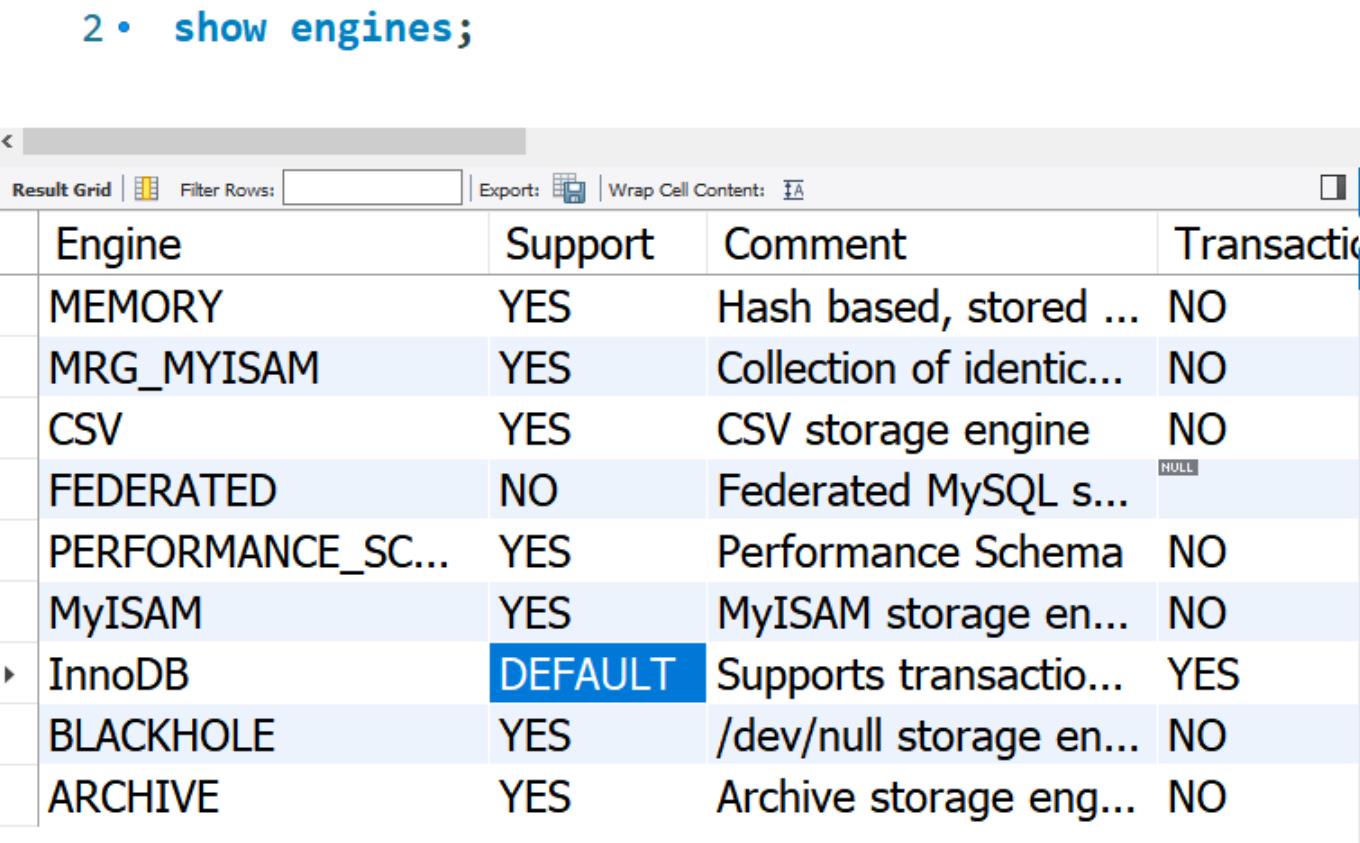 2 show engines;
Result Grid Filter Rows: Export: Wrap Cell Content: IA
Engine Support Comment Transactio
MEMORY YES Hash based, stored ... NO
MRG_MYISAM YES Collection of identic... NO
CSV YES CSV storage engine NO
FEDERATED NO Federated MySQL s... NULL
PERFORMANCE_SC... YES Performance Schema NO
MyISAM YES MyISAM storage en... NO
InnoDB DEFAULT Supports transactio... YES
BLACKHOLE YES /dev/null storage en... NO
ARCHIVE YES Archive storage eng... NO